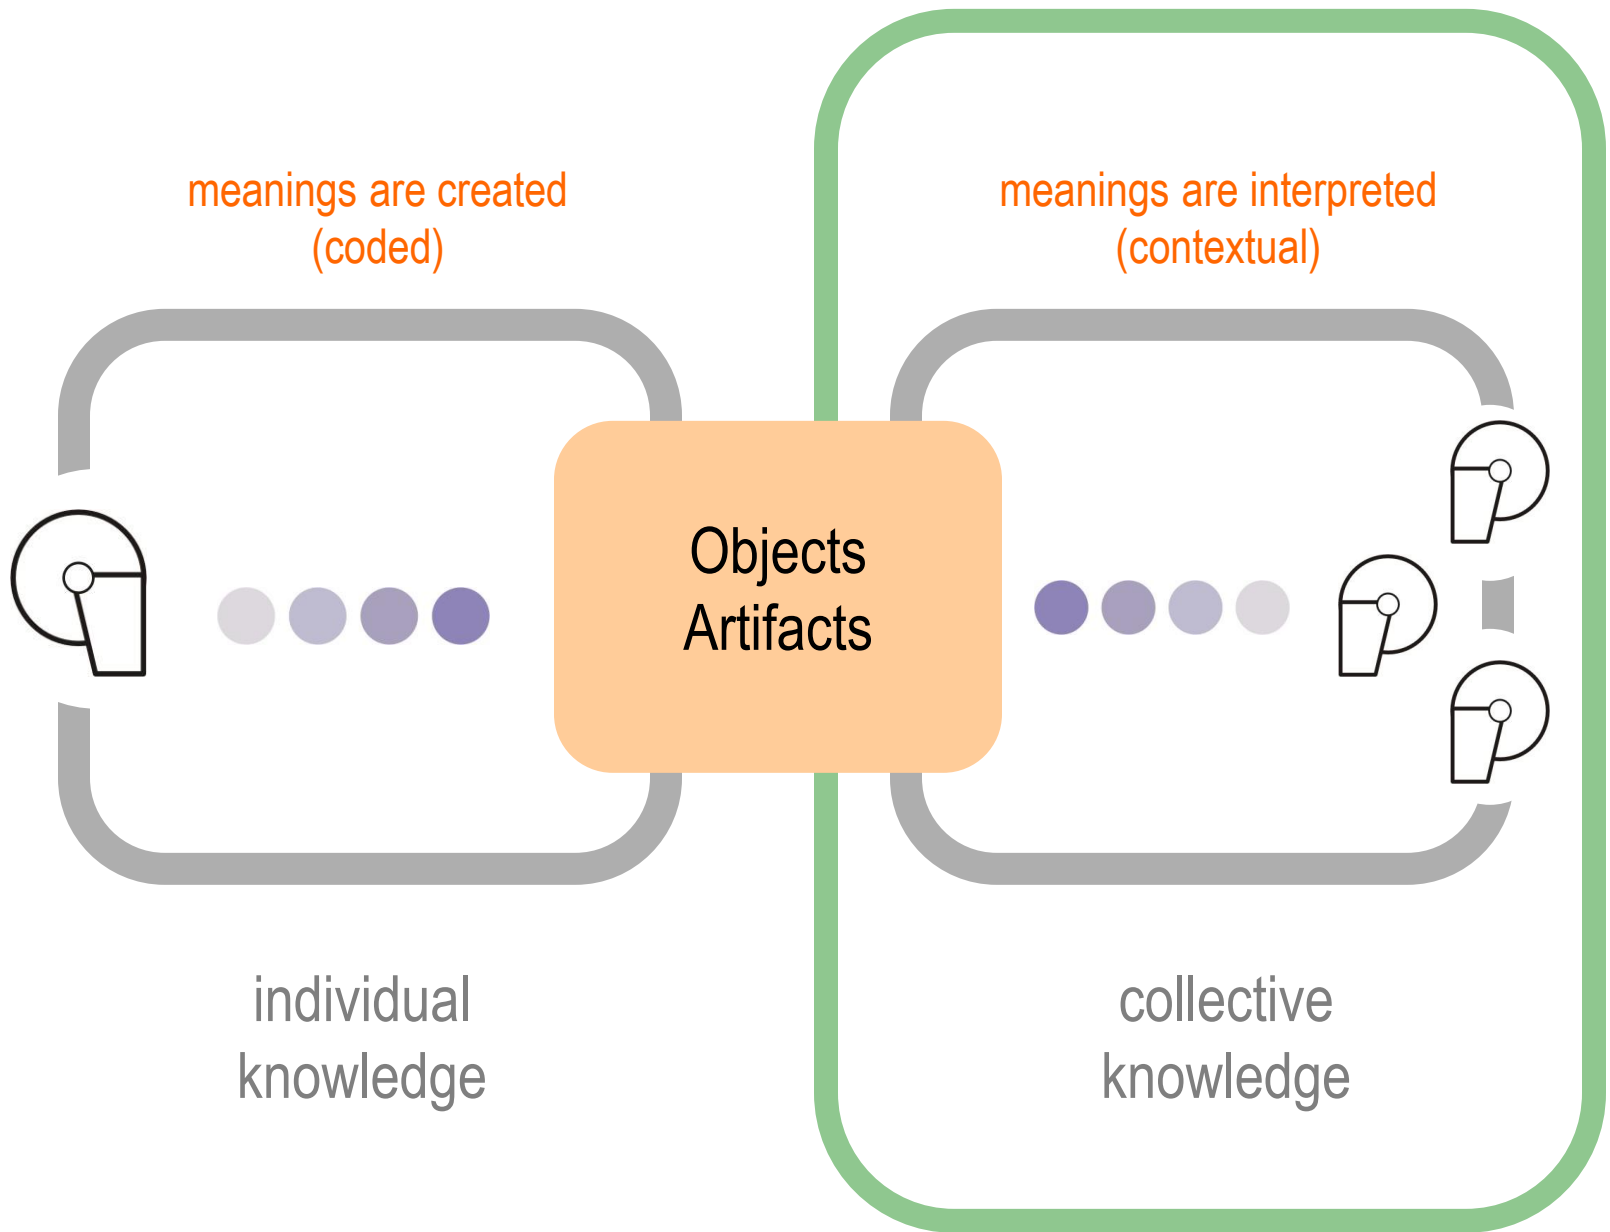 meanings are created
(coded)
meanings are interpreted
(contextual)
Objects
Artifacts
individual
knowledge
collective
knowledge